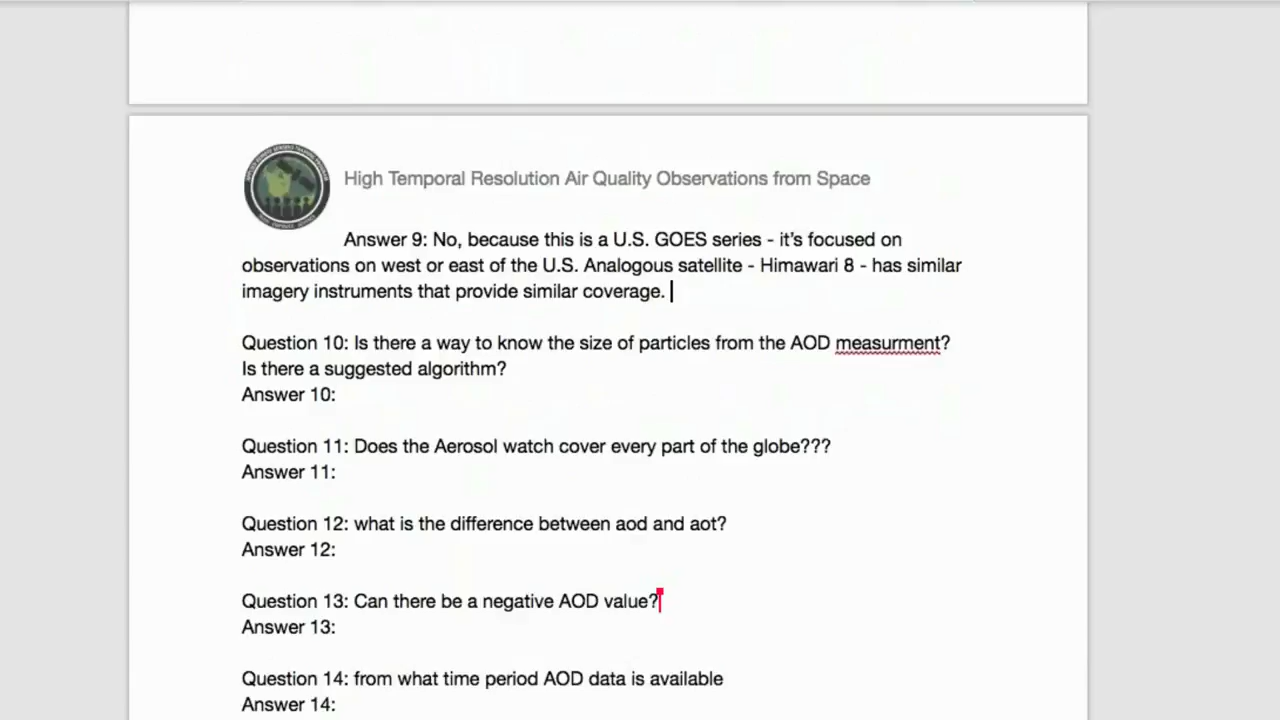 High Temporal Resolution Air Quality Observations from Space
Answer 9: No, because this is a U.S. GOES series - it's focused on
observations on west or east of the U.S. Analogous satellite - Himawari 8 - has similar
imagery instruments that provide similar coverage.
Question 10: Is there a way to know the size of particles from the AOD measurment?
Is there a suggested algorithm?
Answer 10:
Question 11: Does the Aerosol watch cover every part of the globe???
Answer 11:
Question 12: what is the difference between aod and aot?
Answer 12:
Question 13: Can there be a negative AOD value?
Answer 13:
Question 14: from what time period AOD data is available
Answer 14: